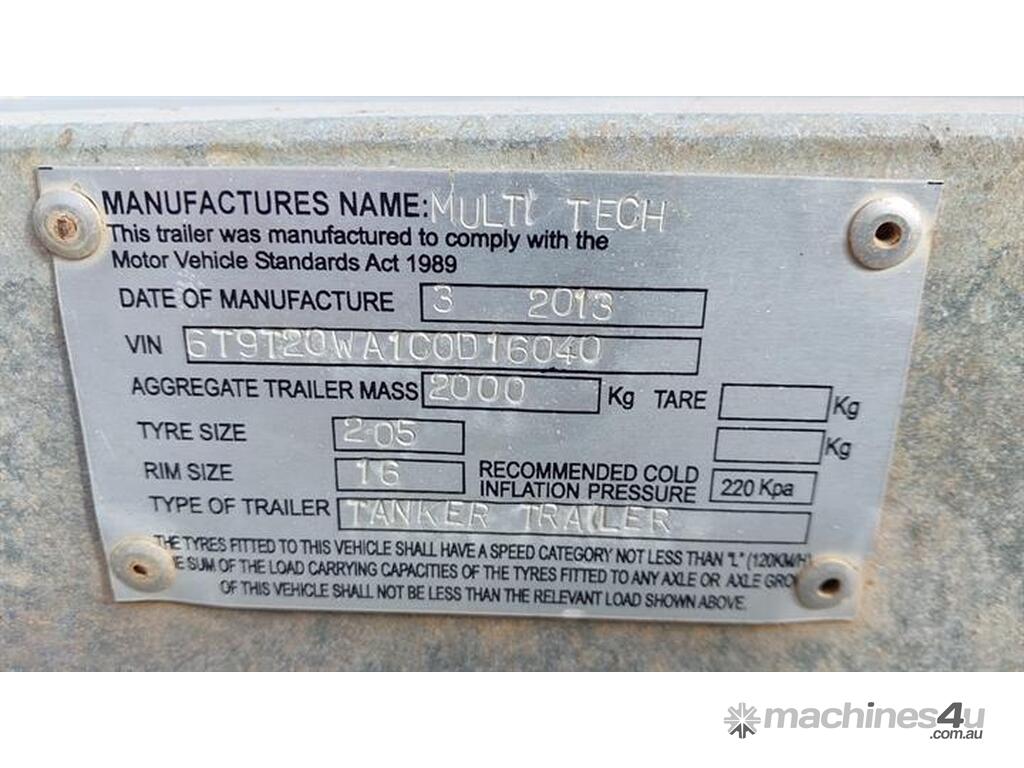 MANUFACTURES NAME: MULTI TECH
This trailer was manufactured to comply with the
Motor Vehicle Standards Act 1989
DATE OF MANUFACTURE 3 2013
VIN 6T9T20WA1C0D16040
AGGREGATE TRAILER MASS 2000 Kg TARE Kg
TYRE SIZE 205 Kg
RIM SIZE 16 RECOMMENDED COLD
INFLATION PRESSURE 220 Kpa
TYPE OF TRAILER TANKER TRAILER
THE TYRES FITTED TO THIS VEHICLE SHALL HAVE A SPEED CATEGORY NOT LESS THAN "L" (120KM/H)
SUM OF THE LOAD CARRYING CAPACITIES OF THE TYRES FITTED TO ANY AXLE OR AXLE
OF THIS VEHICLE SHALL NOT BE LESS THAN THE RELEVANT LOAD SHOWN ABOVE.
machines4u
.com.au